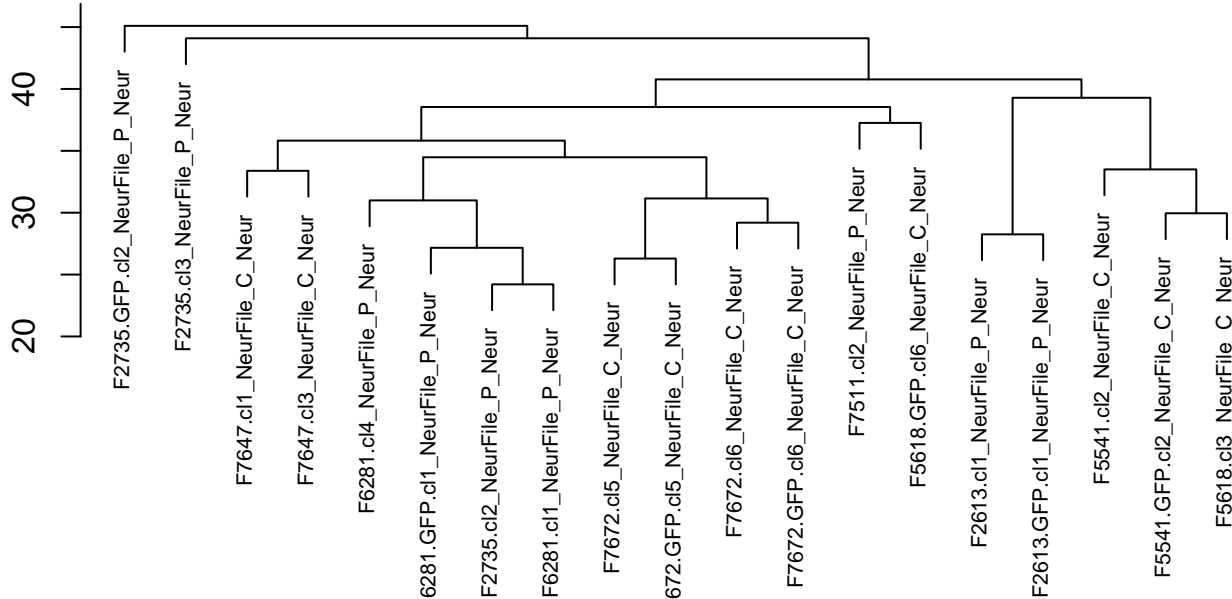 40
30
20
F2735.GFP.cl2_NeurFile_P_Neur
F2735.cl3_NeurFile_P_Neur
F7647.cl1_NeurFile_C_Neur
F7647.cl3_NeurFile_C_Neur
F6281.cl4_NeurFile_P_Neur
6281.GFP.cl1_NeurFile_P_Neur
F2735.cl2_NeurFile_P_Neur
F6281.cl1_NeurFile_P_Neur
F7672.cl5_NeurFile_C_Neur
672.GFP.cl5_NeurFile_C_Neur
F7672.cl6_NeurFile_C_Neur
F7672.GFP.cl6_NeurFile_C_Neur
F7511.cl2_NeurFile_P_Neur
F5618.GFP.cl6_NeurFile_C_Neur
F2613.cl1_NeurFile_P_Neur
F2613.GFP.cl1_NeurFile_P_Neur
F5541.cl2_NeurFile_C_Neur
F5541.GFP.cl2_NeurFile_C_Neur
F5618.cl3_NeurFile_C_Neur